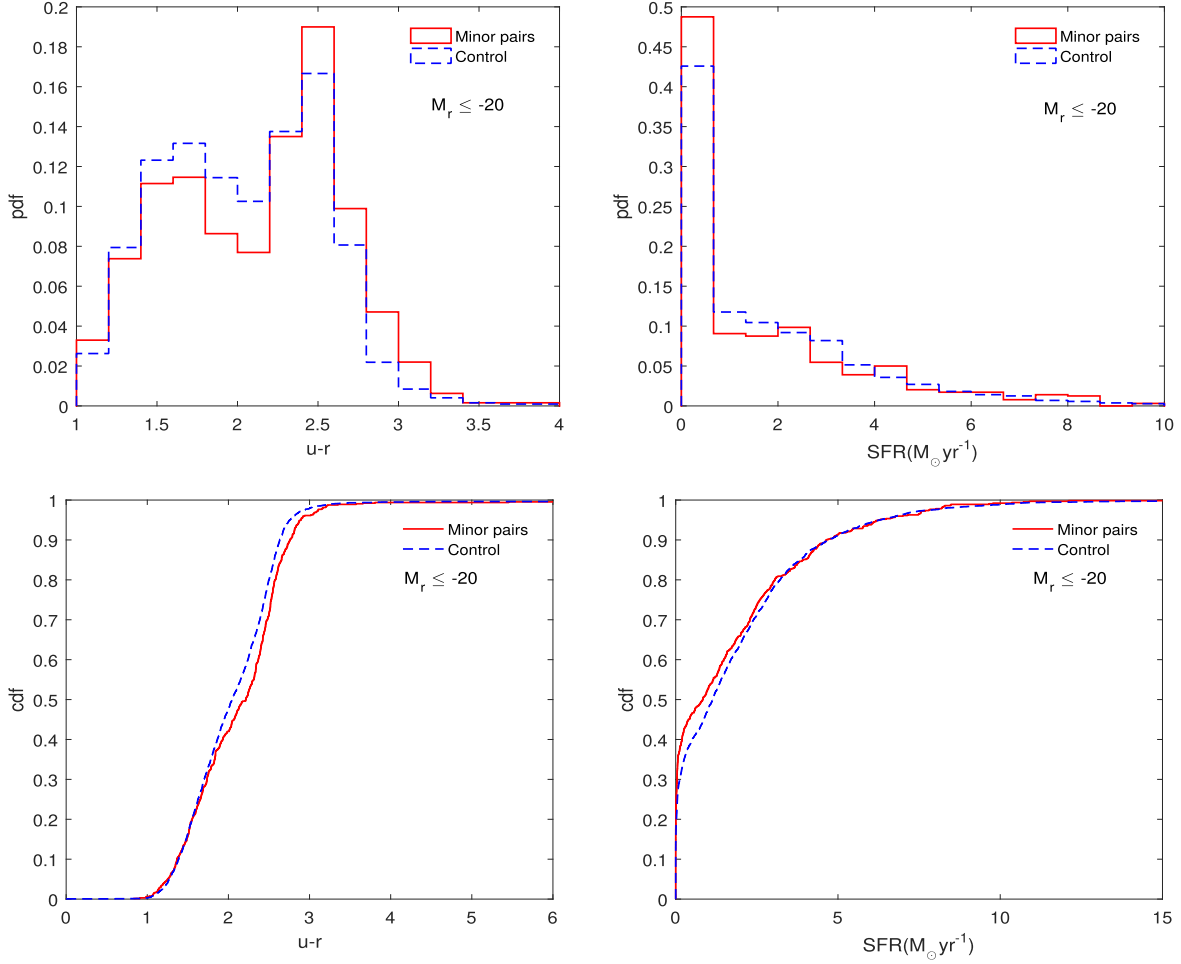 0.2
0.18
0.16
0.14
0.12
0.1
0.08
0.06
0.04
0.02
0
pdf
Minor pairs
Control
M_r ≤ -20
1 1.5 2 2.5 3 3.5 4
u-r
0.5
0.45
0.4
0.35
0.3
0.25
0.2
0.15
0.1
0.05
0
pdf
Minor pairs
Control
M_r ≤ -20
0 2 4 6 8 10
SFR(M_⊙yr^-1)
1
0.9
0.8
0.7
0.6
0.5
0.4
0.3
0.2
0.1
0
cdf
Minor pairs
Control
M_r ≤ -20
0 1 2 3 4 5 6
u-r
1
0.9
0.8
0.7
0.6
0.5
0.4
0.3
0.2
0.1
0
cdf
Minor pairs
Control
M_r ≤ -20
0 5 10 15
SFR(M_⊙yr^-1)